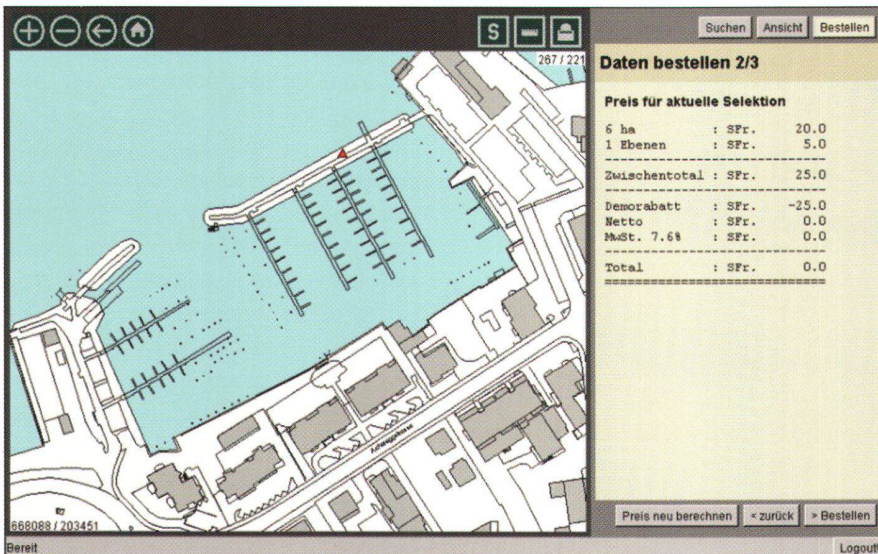 S
Suchen Ansicht Bestellen
267 / 221
Daten bestellen 2/3
Preis für aktuelle Selektion
6 ha : SFr. 20.0
1 Ebenen : SFr. 5.0
Zwischentotal : SFr. 25.0
Demorabatt : SFr. -25.0
Netto : SFr. 0.0
MwSt. 7.6% : SFr. 0.0
Total : SFr. 0.0
668088 / 203451
Preis neu berechnen < zurück > Bestellen
Bereit Logout